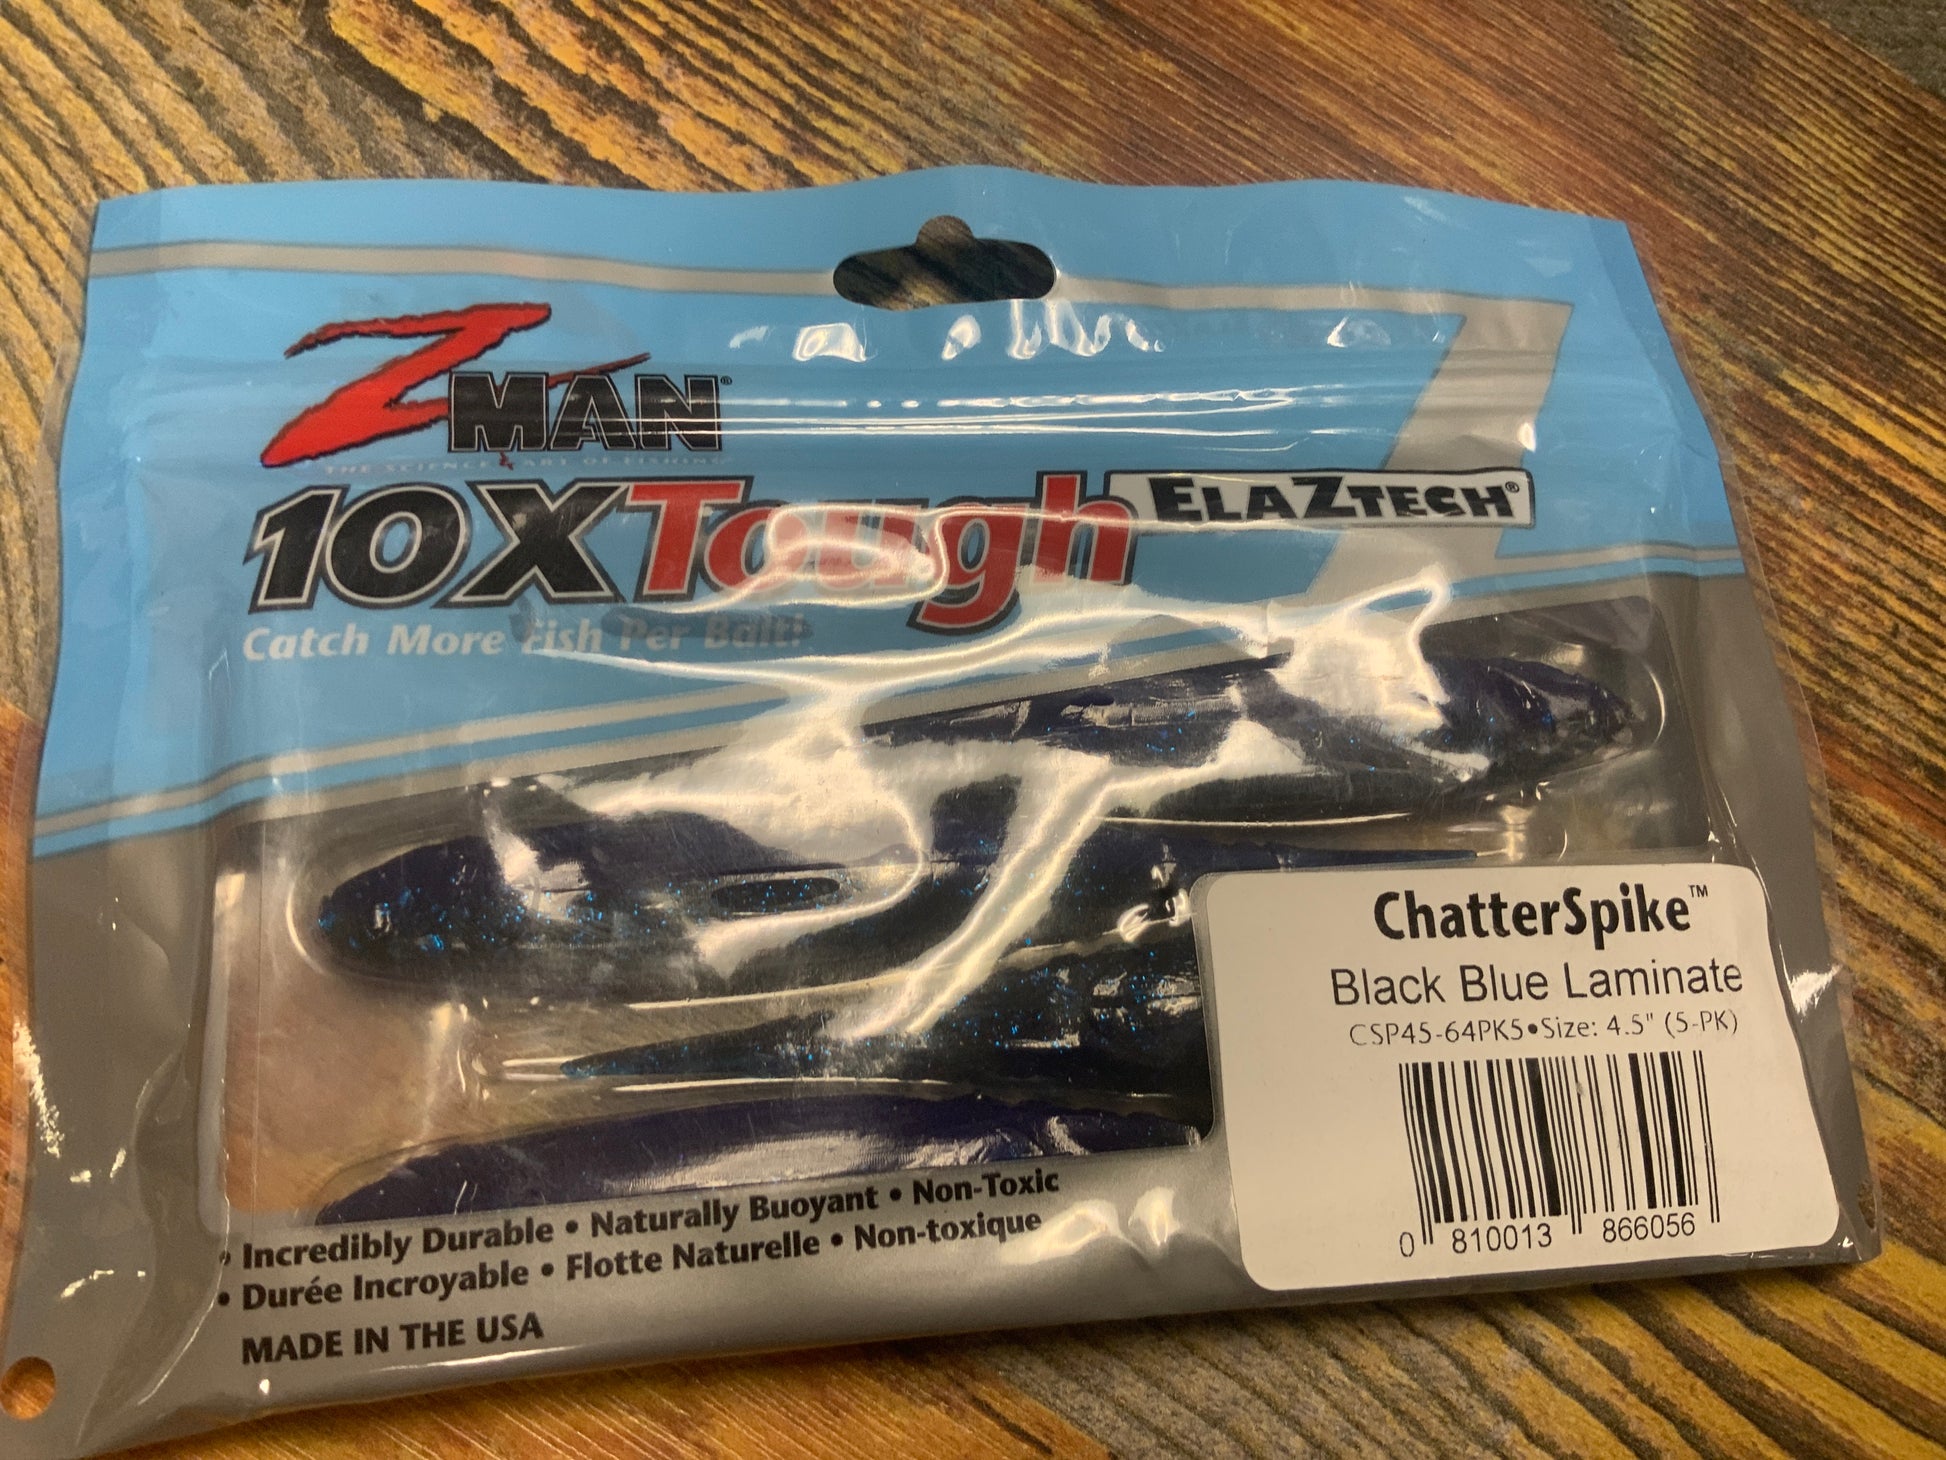 ZMAN®
THE SCIENCE & ART OF FISHING
10XTough ELAZTECH®
Catch More Fish Per Bait!
ChatterSpike™
Black Blue Laminate
CSP45-64PK5•Size: 4.5" (5-PK)
0 810013 866056
• Incredibly Durable • Naturally Buoyant • Non-Toxic
• Durée Incroyable • Flotte Naturelle • Non-toxique
MADE IN THE USA